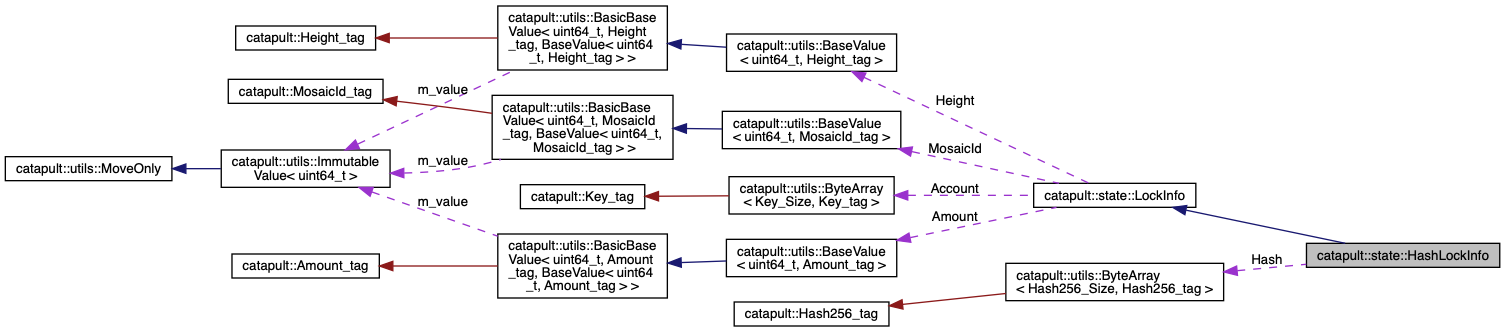 catapult::Height_tag
catapult::utils::BasicBase
Value< uint64_t, Height
_tag, BaseValue< uint64
_t, Height_tag > >
catapult::utils::BaseValue
< uint64_t, Height_tag >
m_value
Height
catapult::MosaicId_tag
catapult::utils::BasicBase
Value< uint64_t, MosaicId
_tag, BaseValue< uint64_t,
MosaicId_tag > >
catapult::utils::BaseValue
< uint64_t, MosaicId_tag >
MosaicId
catapult::utils::MoveOnly
catapult::utils::Immutable
Value< uint64_t >
m_value
catapult::Key_tag
catapult::utils::ByteArray
< Key_Size, Key_tag >
Account
catapult::state::LockInfo
m_value
Amount
catapult::Amount_tag
catapult::utils::BasicBase
Value< uint64_t, Amount
_tag, BaseValue< uint64
_t, Amount_tag > >
catapult::utils::BaseValue
< uint64_t, Amount_tag >
catapult::state::HashLockInfo
Hash
catapult::utils::ByteArray
< Hash256_Size, Hash256_tag >
catapult::Hash256_tag